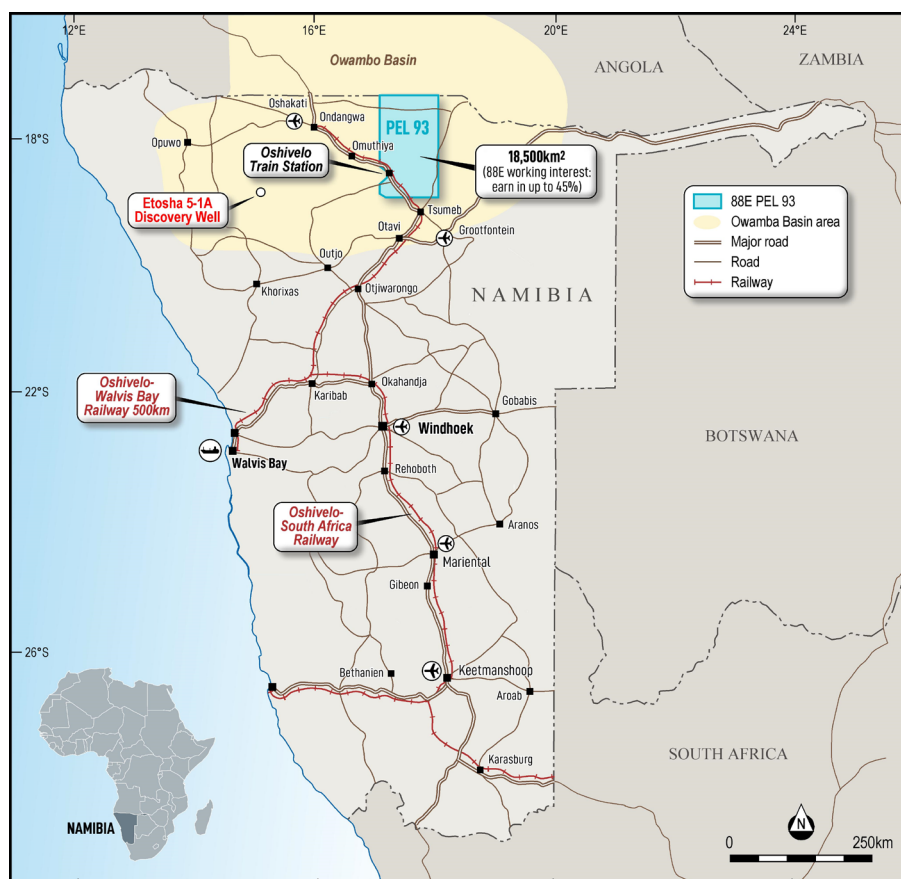 12°E
16°E
20°E
24°E
Owambo Basin
ANGOLA
ZAMBIA
Oshakati
Ondangwa
PEL 93
18°S
Opuwo
Omuthiya
Oshivelo
Train Station
18,500km²
(88E working interest:
earn in up to 45%)
Etosha 5-1A
Discovery Well
Tsumeb
Otavi
Grootfontein
88E PEL 93
Owamba Basin area
Major road
Road
Railway
Outjo
Khorixas
Otjiwarongo
NAMIBIA
Oshivelo-
Walvis Bay
Railway 500km
22°S
Karibab
Okahandja
Gobabis
Windhoek
BOTSWANA
Walvis Bay
Rehoboth
Oshivelo-
South Africa
Railway
Aranos
Mariental
Gibeon
26°S
Bethanien
Keetmanshoop
Aroab
SOUTH AFRICA
Karasburg
NAMIBIA
N
0
250km